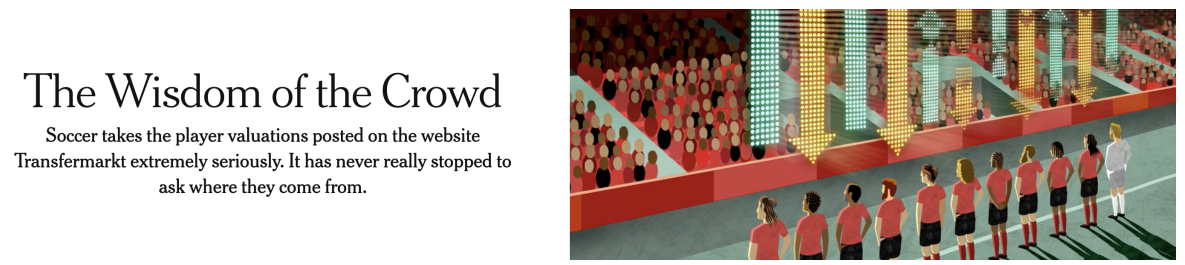 The Wisdom of the Crowd
Soccer takes the player valuations posted on the website
Transfermarkt extremely seriously. It has never really stopped to
ask where they come from.